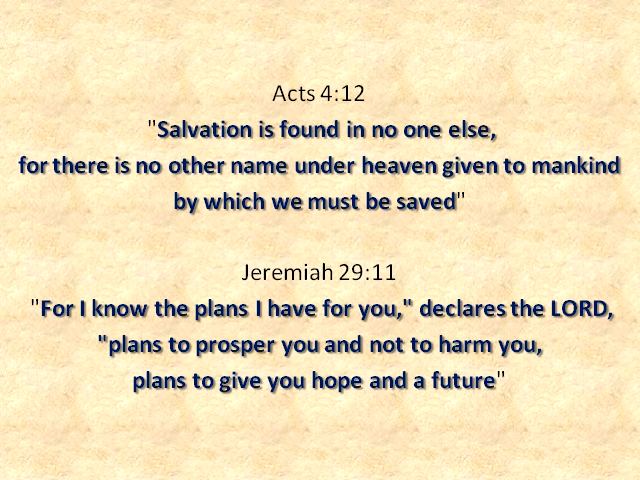 Acts 4:12
"Salvation is found in no one else,
for there is no other name under heaven given to mankind
by which we must be saved"
Jeremiah 29:11
"For I know the plans I have for you," declares the LORD,
"plans to prosper you and not to harm you,
plans to give you hope and a future"